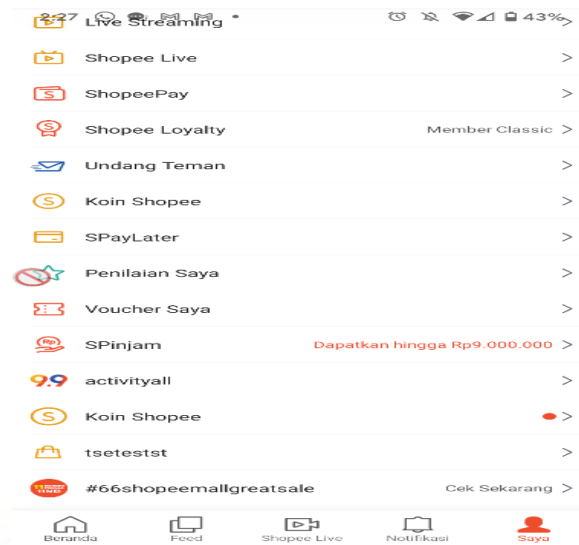 2:27 43%
Live Streaming
Shopee Live
ShopeePay
Shopee Loyalty Member Classic
Undang Teman
Koin Shopee
SPayLater
Penilaian Saya
Voucher Saya
SPinjam Dapatkan hingga Rp9.000.000
9.9 activityall
Koin Shopee
tsetestst
#66shopeemallgreatsale Cek Sekarang
Beranda Feed Shopee Live Notifikasi Saya